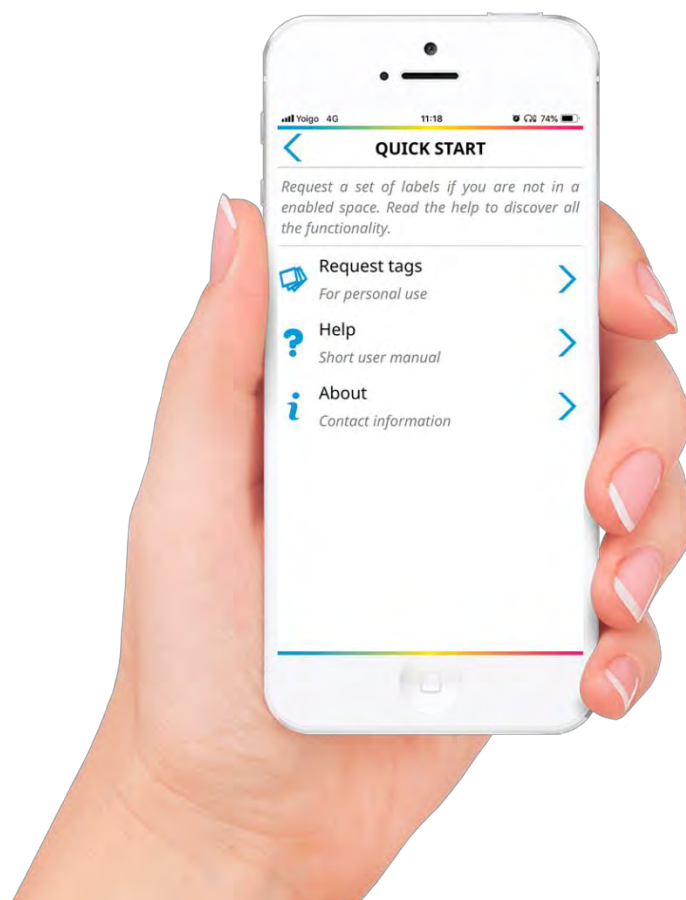 Yoigo 4G 11:18 74%
QUICK START
Request a set of labels if you are not in a
enabled space. Read the help to discover all
the functionality.
Request tags
For personal use
Help
Short user manual
About
Contact information